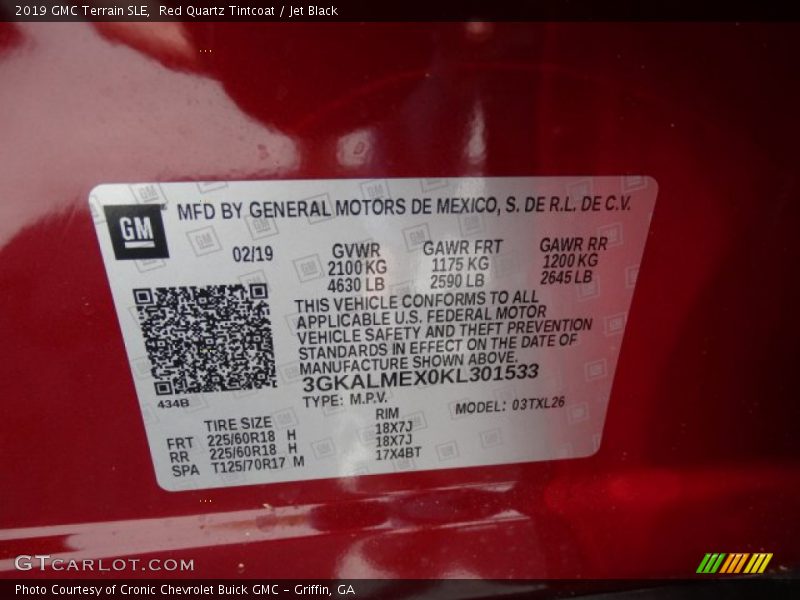 2019 GMC Terrain SLE, Red Quartz Tintcoat / Jet Black
GM
MFD BY GENERAL MOTORS DE MEXICO, S. DE R.L. DE C.V.
02/19 GVWR GAWR FRT GAWR RR
2100 KG 1175 KG 1200 KG
4630 LB 2590 LB 2645 LB
THIS VEHICLE CONFORMS TO ALL
APPLICABLE U.S. FEDERAL MOTOR
VEHICLE SAFETY AND THEFT PREVENTION
STANDARDS IN EFFECT ON THE DATE OF
MANUFACTURE SHOWN ABOVE.
3GKALMEX0KL301533
434B
TYPE: M.P.V. MODEL: 03TXL26
TIRE SIZE RIM
FRT 225/60R18 H 18X7J
RR 225/60R18 H 18X7J
SPA T125/70R17 M 17X4BT
GTCARLOT.COM
Photo Courtesy of Cronic Chevrolet Buick GMC - Griffin, GA